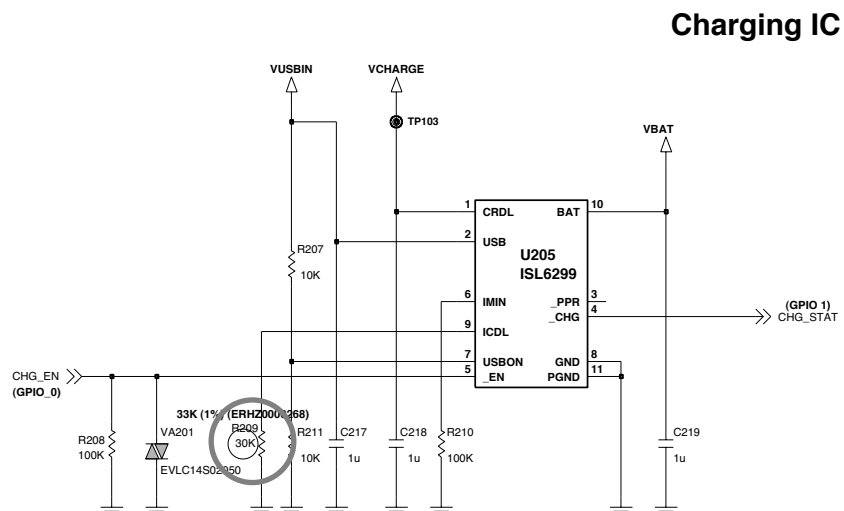 Charging IC
VUSBIN VCHARGE
TP103
VBAT
1 CRDL BAT 10
2 USB
U205
ISL6299
R207
10K
6 IMIN _PPR 3
_CHG 4
(GPIO 1)
CHG_STAT
9 ICDL
7 USBON GND 8
5 _EN PGND 11
CHG_EN
(GPIO_0)
33K (1%) (ERHZ0000268)
R208
100K
VA201
EVLC14S02050
R209
30K
R211
10K
C217
1u
C218
1u
R210
100K
C219
1u